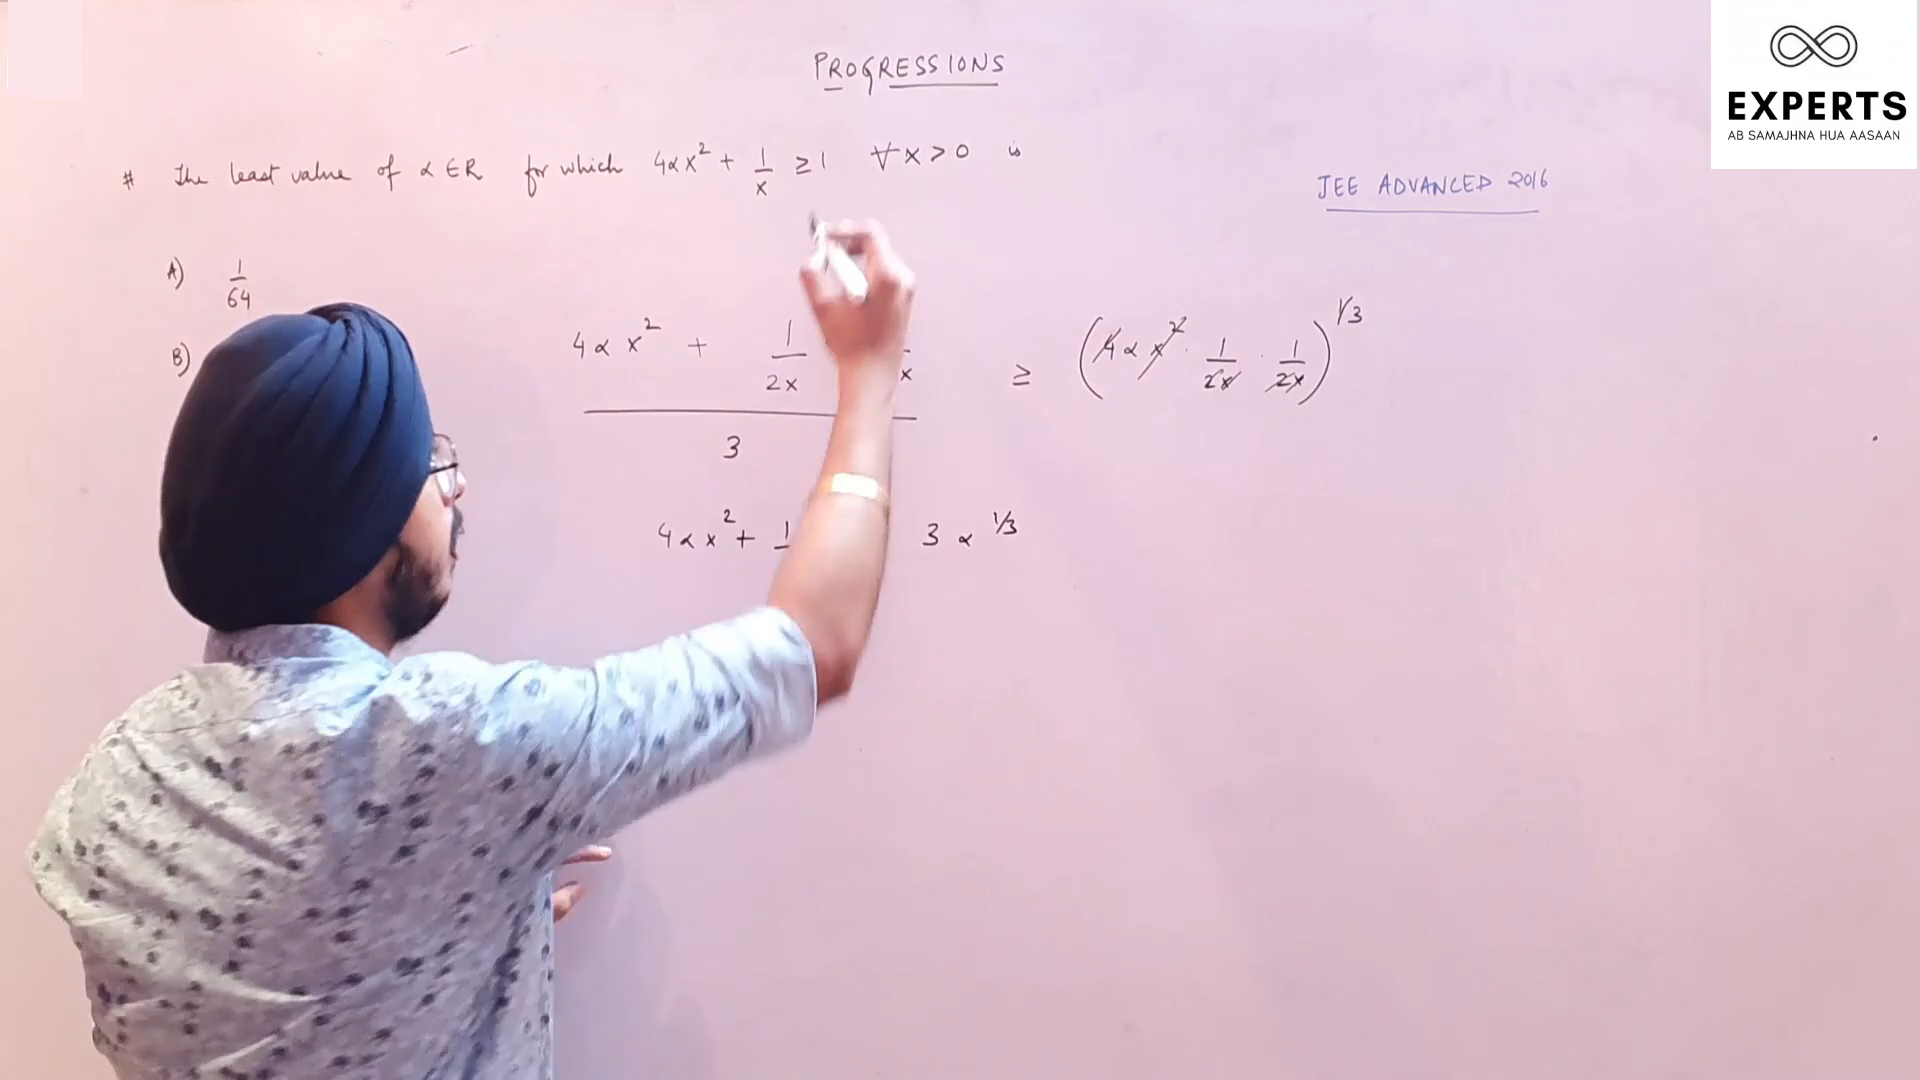 EXPERTS
AB SAMAJHNA HUA AASAAN
PROGRESSIONS
# The least value of α ∈ R for which 4αx² + 1/x ≥ 1 ∀ x > 0 is
JEE ADVANCED 2016
A) 1/64
B)
4αx² + 1/2x x ≥ (4αx² · 1/2x · 1/2x)^1/3
3
4αx² + 1 3α^1/3